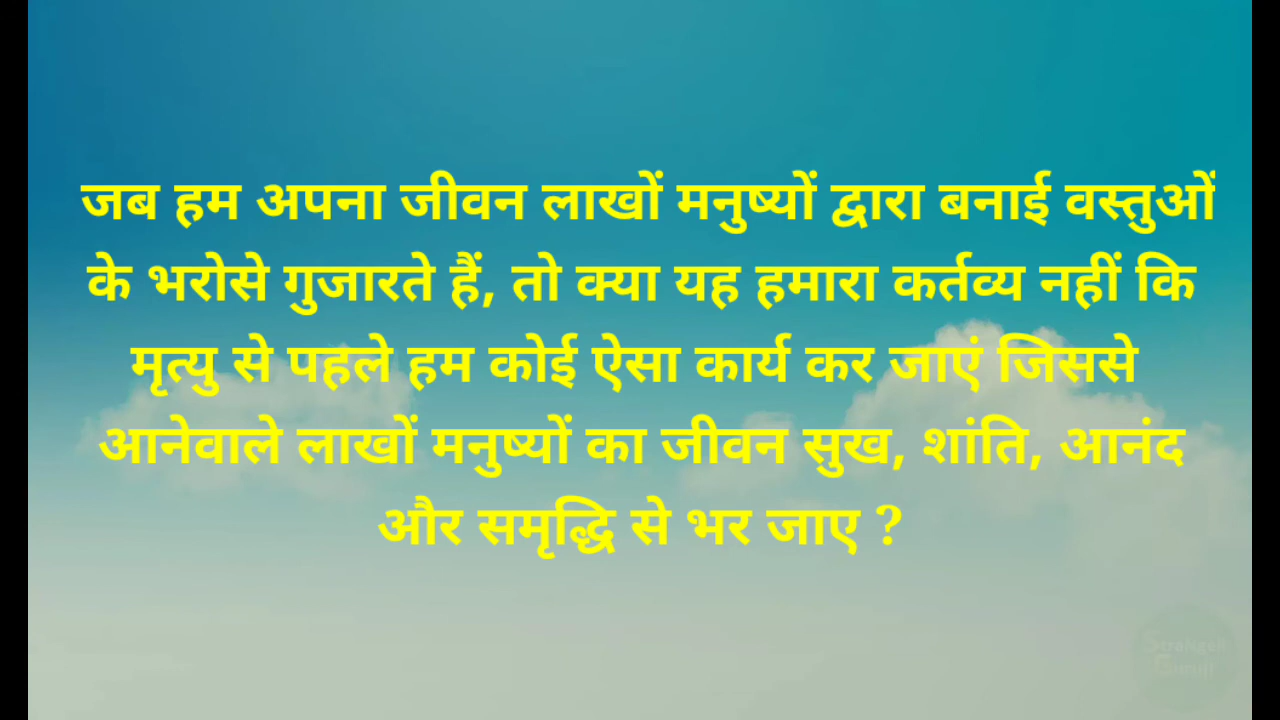 जब हम अपना जीवन लाखों मनुष्यों द्वारा बनाई वस्तुओं
के भरोसे गुजारते हैं, तो क्या यह हमारा कर्तव्य नहीं कि
मृत्यु से पहले हम कोई ऐसा कार्य कर जाएं जिससे
आनेवाले लाखों मनुष्यों का जीवन सुख, शांति, आनंद
और समृद्धि से भर जाए ?